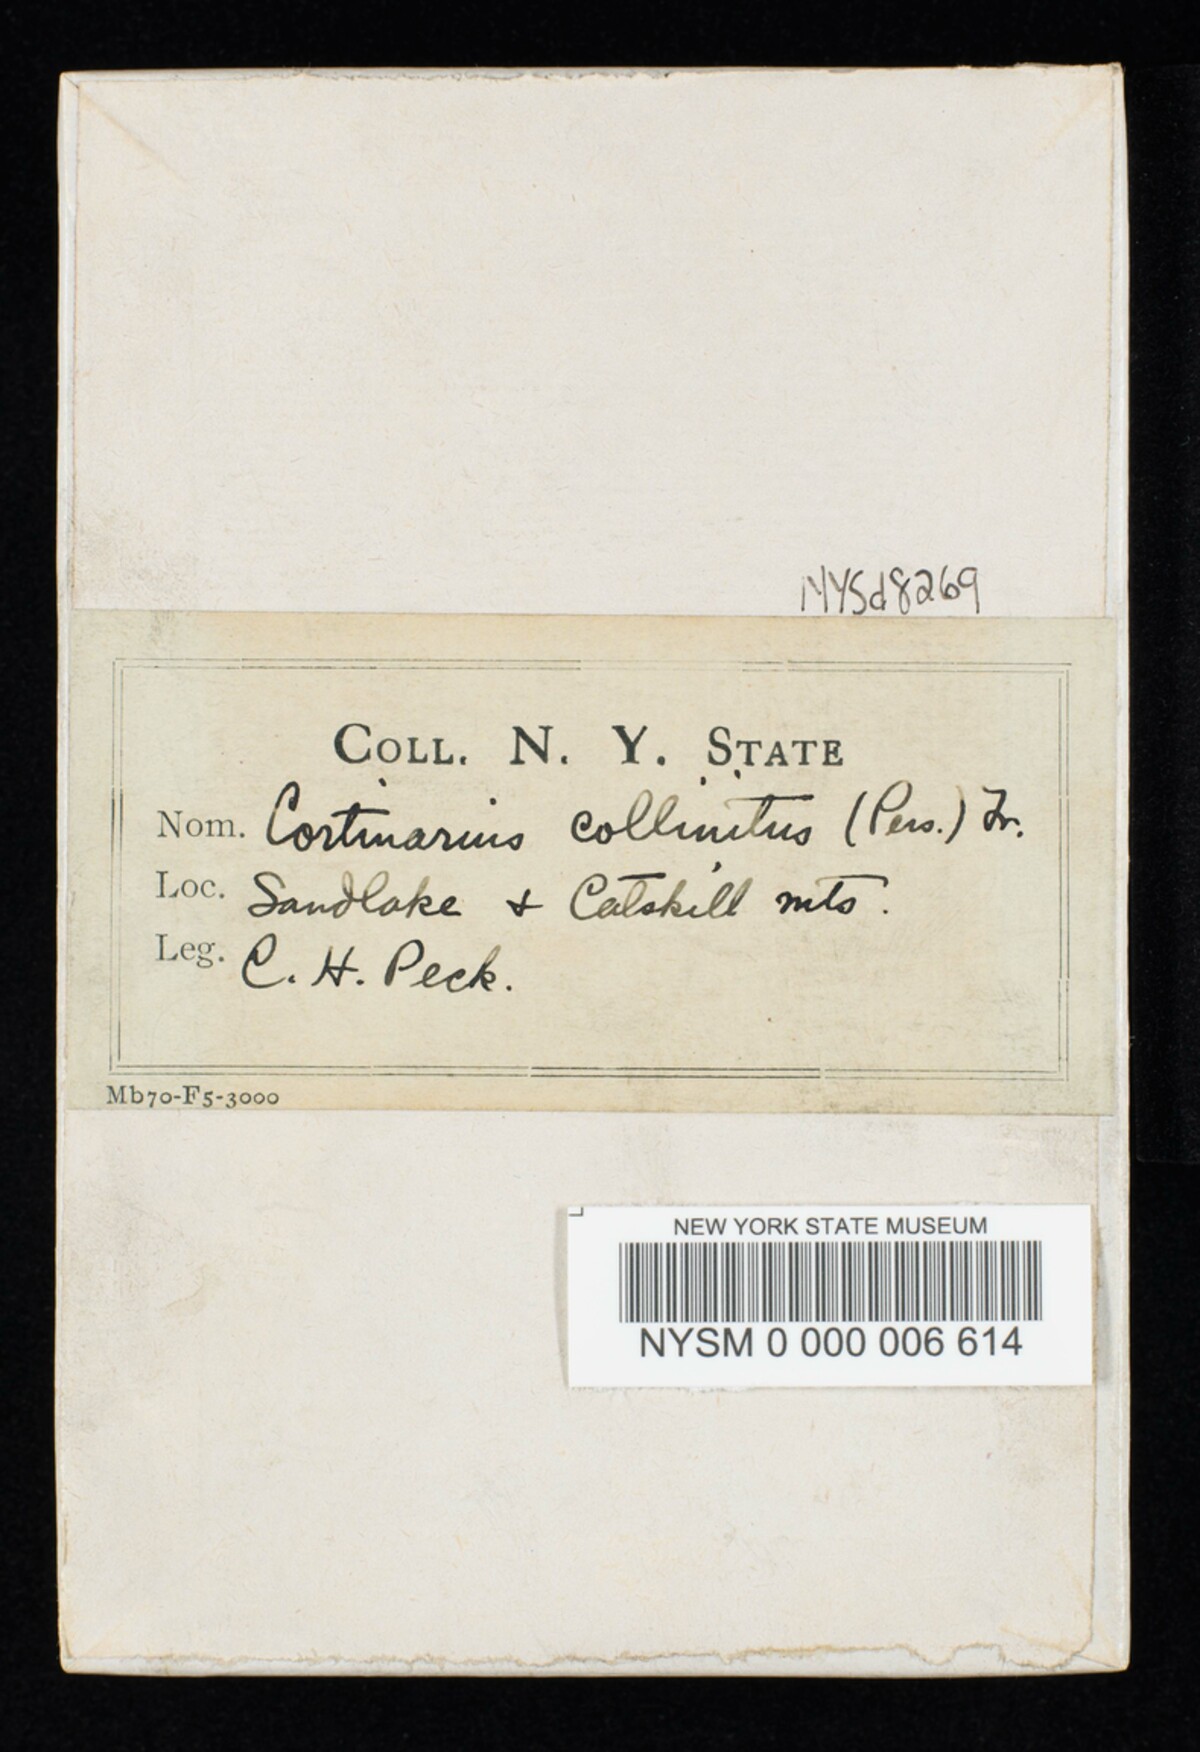 NYSd8269
COLL. N. Y. STATE
Nom. Cortinarius collinitus (Pers.) Fr.
Loc. Sandlake & Catskill mts.
Leg. C. H. Peck.
Mb70-F5-3000
NEW YORK STATE MUSEUM
NYSM 0 000 006 614